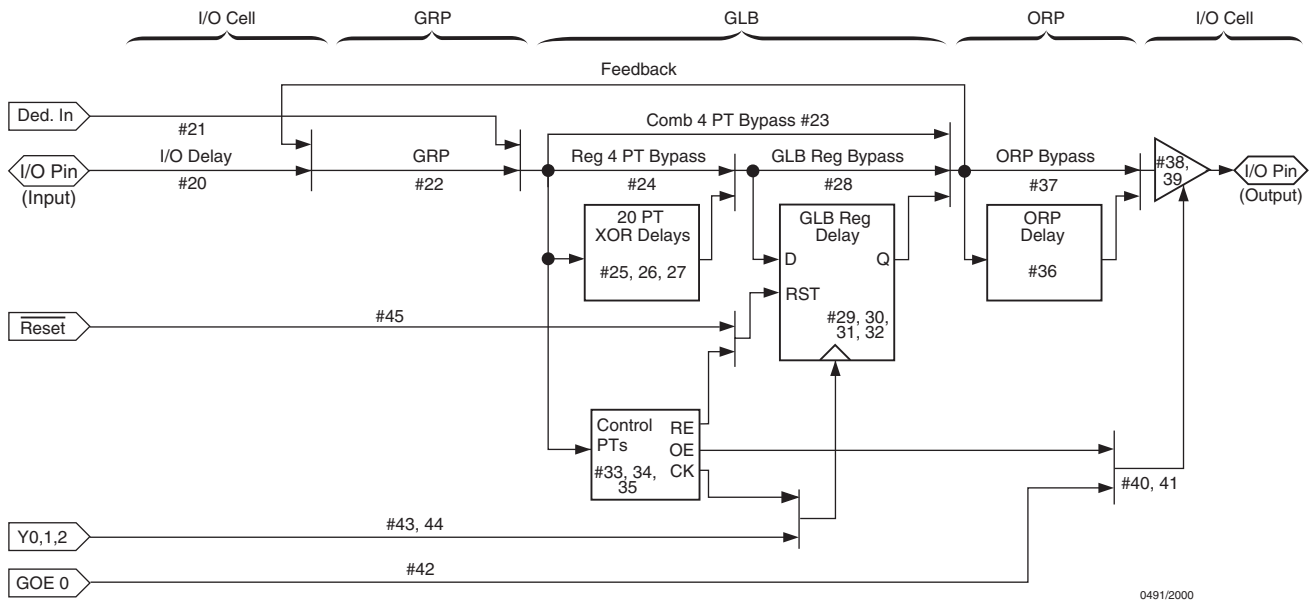 I/O Cell
GRP
GLB
ORP
I/O Cell
Feedback
Ded. In
#21
Comb 4 PT Bypass #23
I/O Pin
(Input)
I/O Delay
#20
GRP
#22
Reg 4 PT Bypass
#24
GLB Reg Bypass
#28
ORP Bypass
#37
#38,
39
I/O Pin
(Output)
20 PT
XOR Delays
#25, 26, 27
GLB Reg
Delay
D
Q
RST
#29, 30,
31, 32
ORP
Delay
#36
Reset
#45
Control
PTs
#33, 34,
35
RE
OE
CK
#40, 41
Y0,1,2
#43, 44
GOE 0
#42
0491/2000